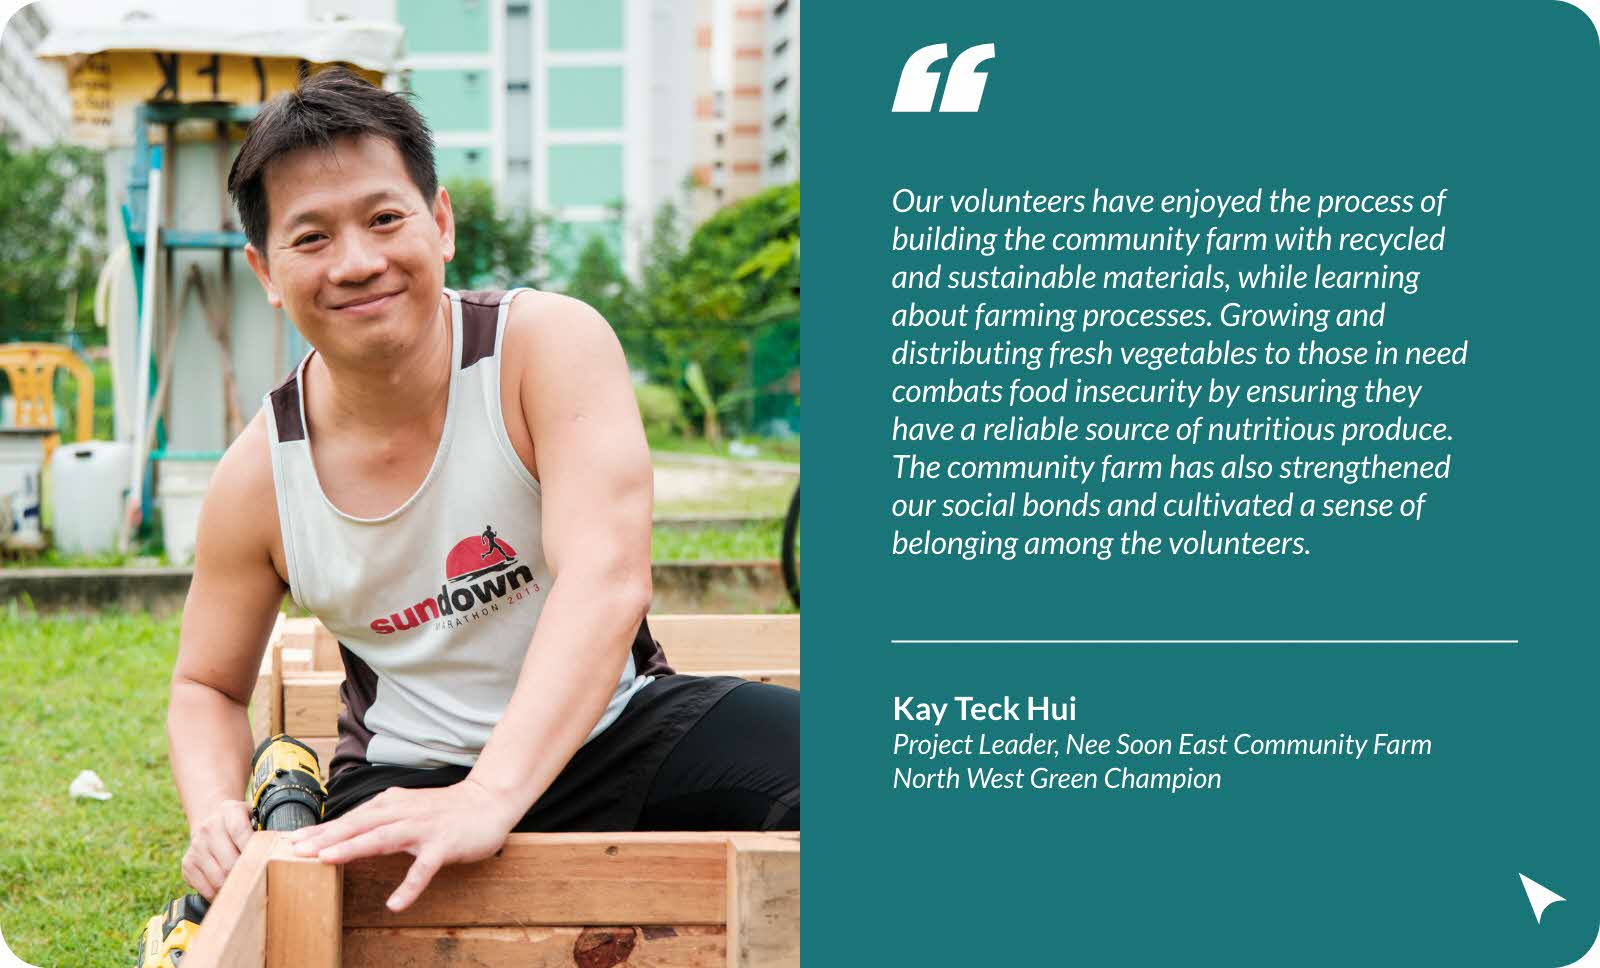 sundown
MARATHON 2013
Our volunteers have enjoyed the process of
building the community farm with recycled
and sustainable materials, while learning
about farming processes. Growing and
distributing fresh vegetables to those in need
combats food insecurity by ensuring they
have a reliable source of nutritious produce.
The community farm has also strengthened
our social bonds and cultivated a sense of
belonging among the volunteers.
Kay Teck Hui
Project Leader, Nee Soon East Community Farm
North West Green Champion